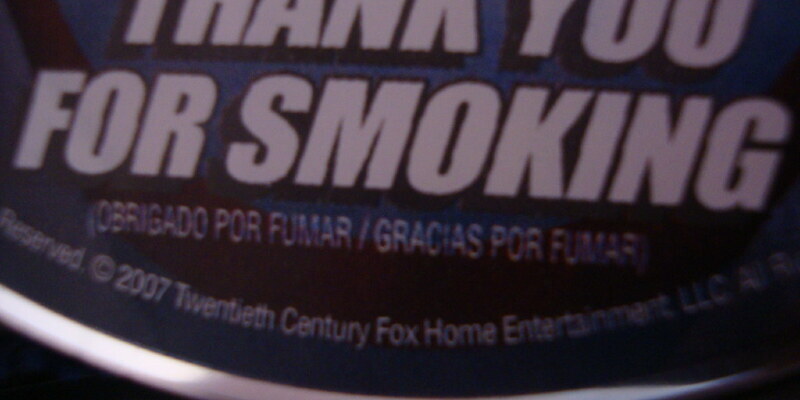 THANK YOU
FOR SMOKING
(OBRIGADO POR FUMAR / GRACIAS POR FUMAR)
Reserved. © 2007 Twentieth Century Fox Home Entertainment, LLC. All